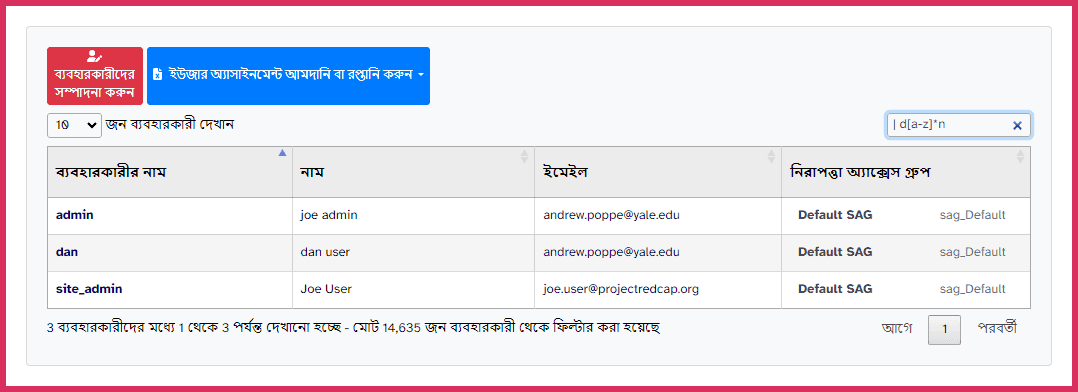 ব্যবহারকারীদের
সম্পাদনা করুন
ইউজার অ্যাসাইনমেন্ট আমদানি বা রপ্তানি করুন
10 জন ব্যবহারকারী দেখান
| d[a-z]*n
ব্যবহারকারীর নাম নাম ইমেইল নিরাপত্তা অ্যাক্সেস গ্রুপ
admin joe admin andrew.poppe@yale.edu Default SAG sag_Default
dan dan user andrew.poppe@yale.edu Default SAG sag_Default
site_admin Joe User joe.user@projectredcap.org Default SAG sag_Default
3 ব্যবহারকারীদের মধ্যে 1 থেকে 3 পর্যন্ত দেখানো হচ্ছে - মোট 14,635 জন ব্যবহারকারী থেকে ফিল্টার করা হয়েছে আগে 1 পরবর্তী